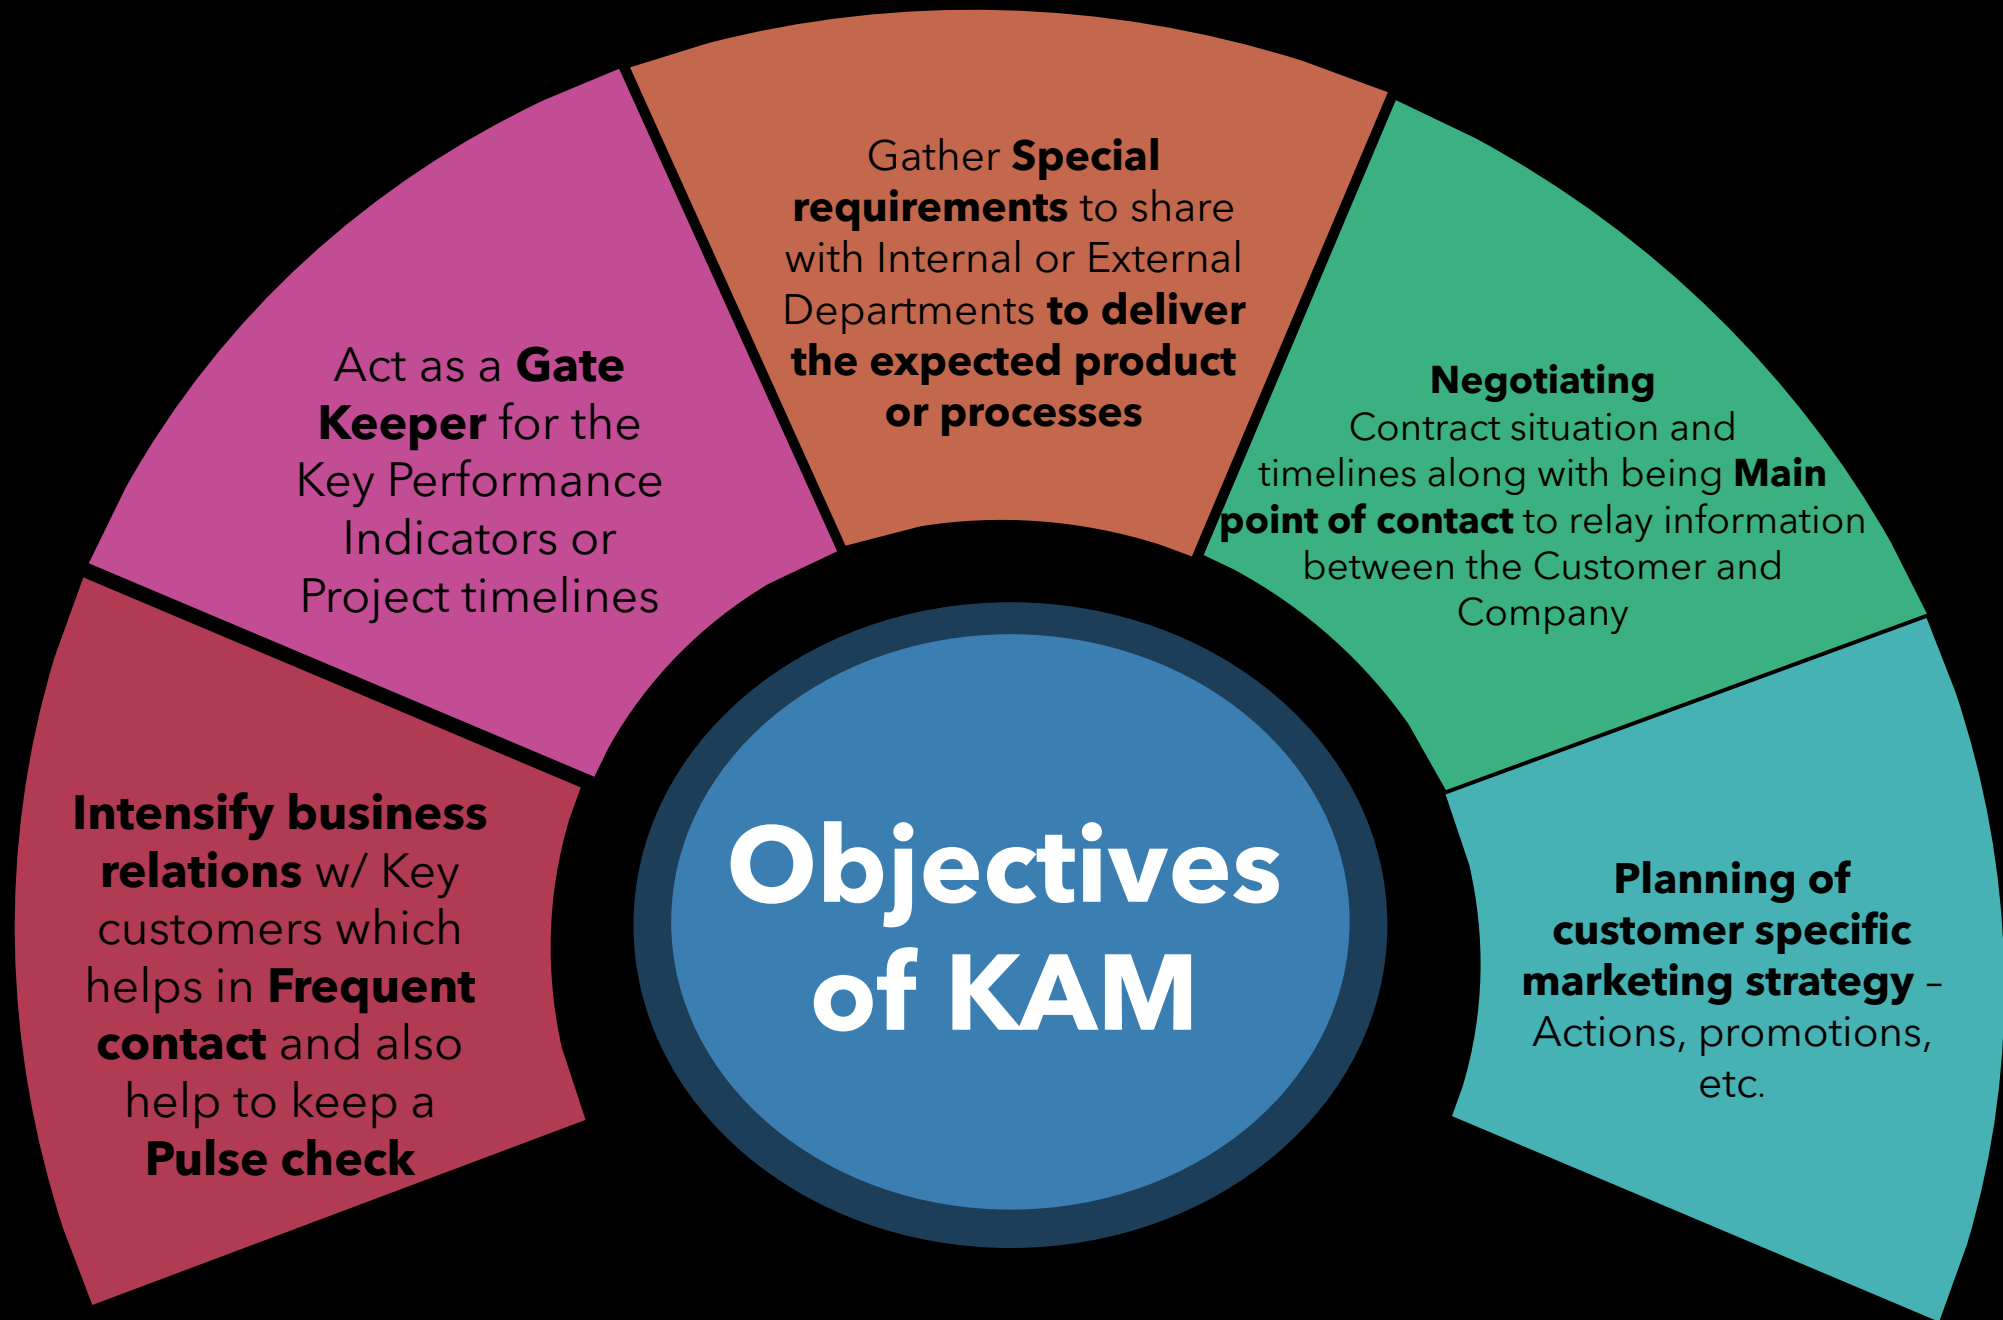 Intensify business
relations w/ Key
customers which
helps in Frequent
contact and also
help to keep a
Pulse check
Act as a Gate
Keeper for the
Key Performance
Indicators or
Project timelines
Gather Special
requirements to share
with Internal or External
Departments to deliver
the expected product
or processes
Negotiating
Contract situation and
timelines along with being Main
point of contact to relay information
between the Customer and
Company
Planning of
customer specific
marketing strategy –
Actions, promotions,
etc.
Objectives
of KAM